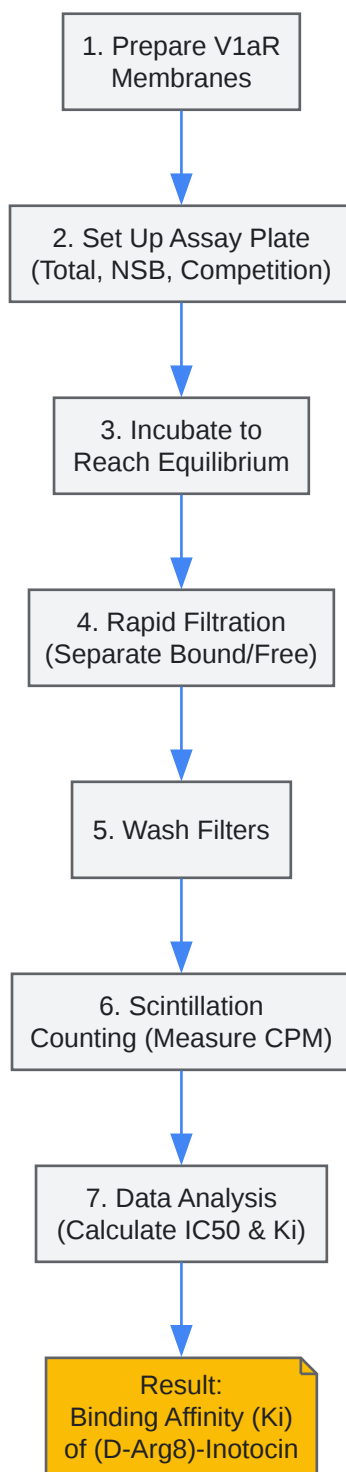 1. Prepare V1aR
Membranes
2. Set Up Assay Plate
(Total, NSB, Competition)
3. Incubate to
Reach Equilibrium
4. Rapid Filtration
(Separate Bound/Free)
5. Wash Filters
6. Scintillation
Counting (Measure CPM)
7. Data Analysis
(Calculate IC50 & Ki)
Result:
Binding Affinity (Ki)
of (D-Arg8)-Inotocin